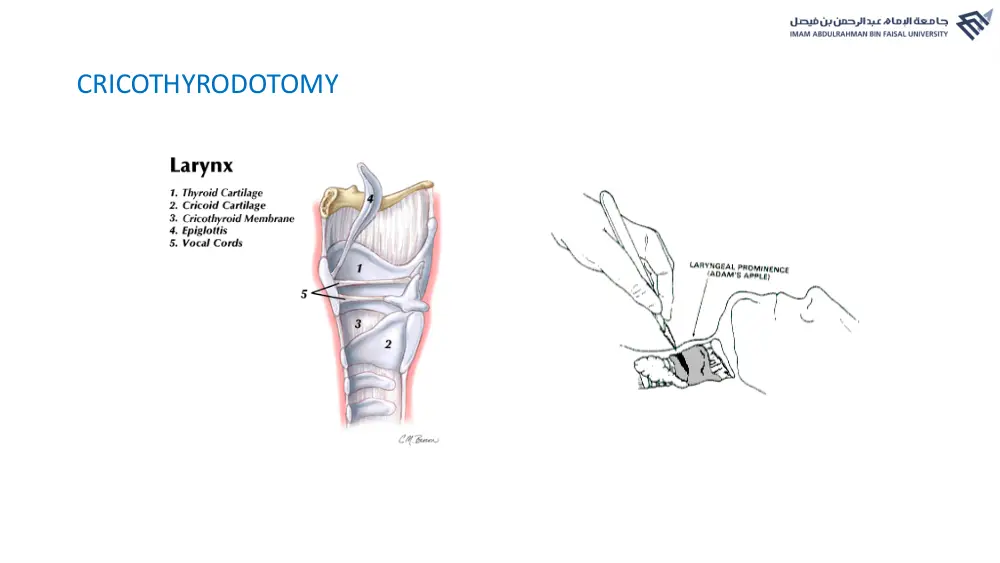 جامعة الإمام عبدالرحمن بن فيصل
IMAM ABDULRAHMAN BIN FAISAL UNIVERSITY
CRICOTHYRODOTOMY
Larynx
1. Thyroid Cartilage
2. Cricoid Cartilage
3. Cricothyroid Membrane
4. Epiglottis
5. Vocal Cords
4
1
5
3
2
LARYNGEAL PROMINENCE
(ADAM'S APPLE)